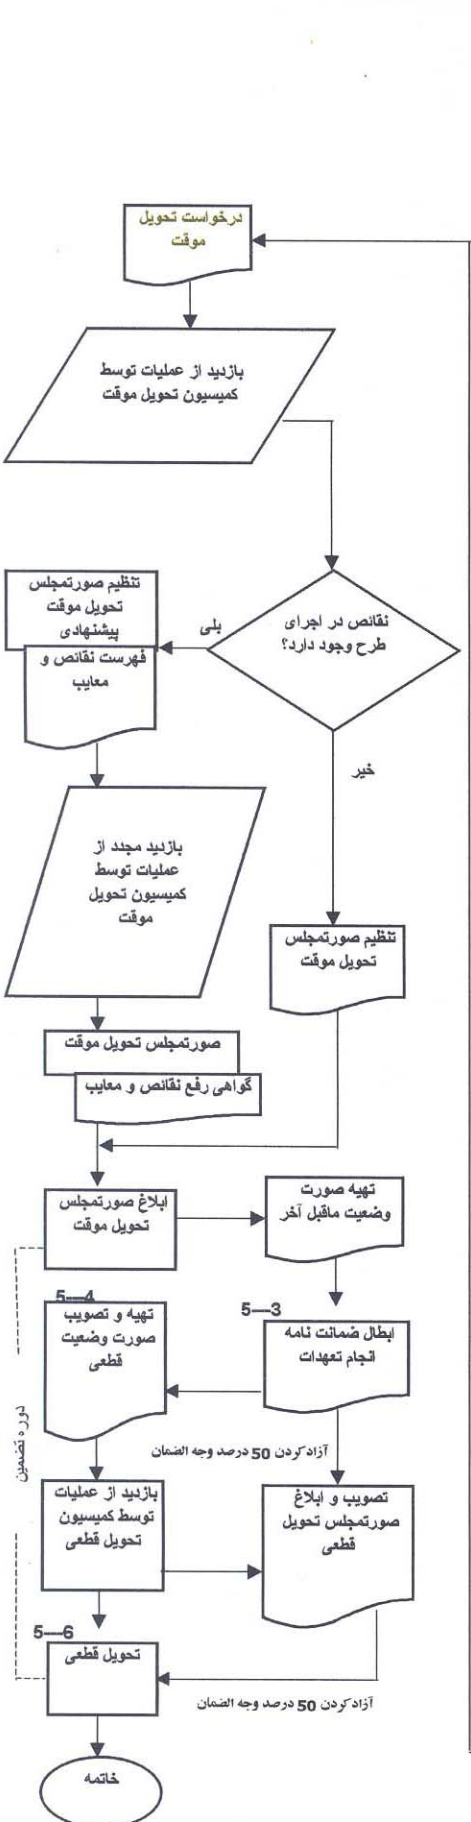 درخواست تحویل
موقت
بازدید از عملیات توسط
کمیسیون تحویل موقت
نقائص در اجرای
طرح وجود دارد؟
بلی
تنظیم صورتمجلس
تحویل موقت
پیشنهادی
فهرست نقائص و
معایب
خیر
بازدید مجدد از
عملیات توسط
کمیسیون تحویل
موقت
تنظیم صورتمجلس
تحویل موقت
صورتمجلس تحویل موقت
گواهی رفع نقائص و معایب
ابلاغ صورتمجلس
تحویل موقت
تهیه صورت
وضعیت ماقبل آخر
5—3
ابطال ضمانت نامه
انجام تعهدات
5—4
تهیه و تصویب
صورت وضعیت
قطعی
دوره تضمین
آزاد کردن 50 درصد وجه الضمان
بازدید از عملیات
توسط کمیسیون
تحویل قطعی
تصویب و ابلاغ
صورتمجلس تحویل
قطعی
5—6
تحویل قطعی
آزاد کردن 50 درصد وجه الضمان
خاتمه